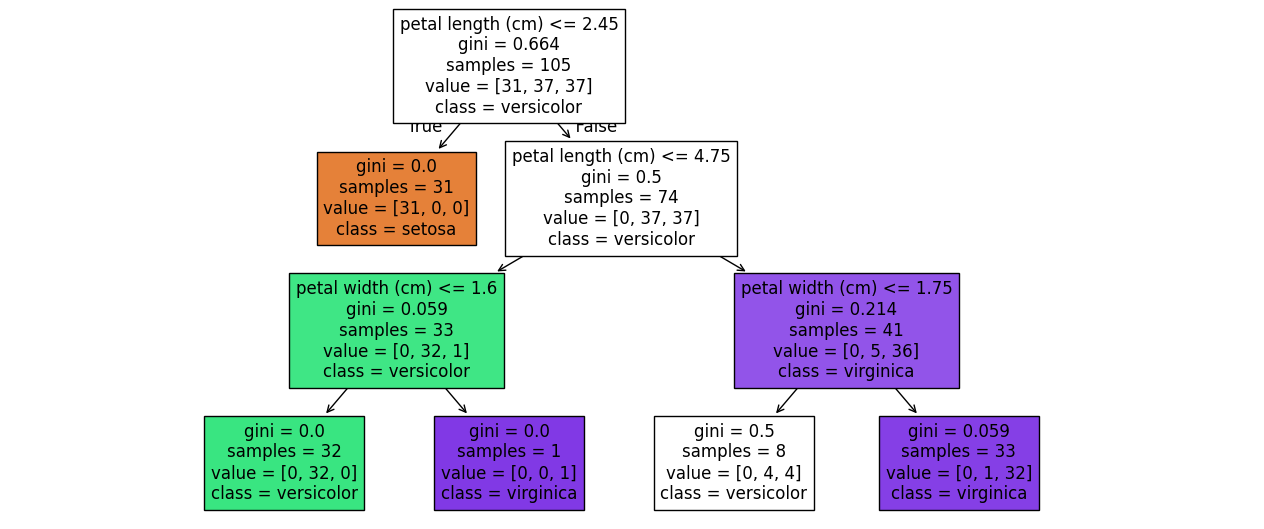 petal length (cm) <= 2.45
gini = 0.664
samples = 105
value = [31, 37, 37]
class = versicolor
True
False
gini = 0.0
samples = 31
value = [31, 0, 0]
class = setosa
petal length (cm) <= 4.75
gini = 0.5
samples = 74
value = [0, 37, 37]
class = versicolor
petal width (cm) <= 1.6
gini = 0.059
samples = 33
value = [0, 32, 1]
class = versicolor
petal width (cm) <= 1.75
gini = 0.214
samples = 41
value = [0, 5, 36]
class = virginica
gini = 0.0
samples = 32
value = [0, 32, 0]
class = versicolor
gini = 0.0
samples = 1
value = [0, 0, 1]
class = virginica
gini = 0.5
samples = 8
value = [0, 4, 4]
class = versicolor
gini = 0.059
samples = 33
value = [0, 1, 32]
class = virginica